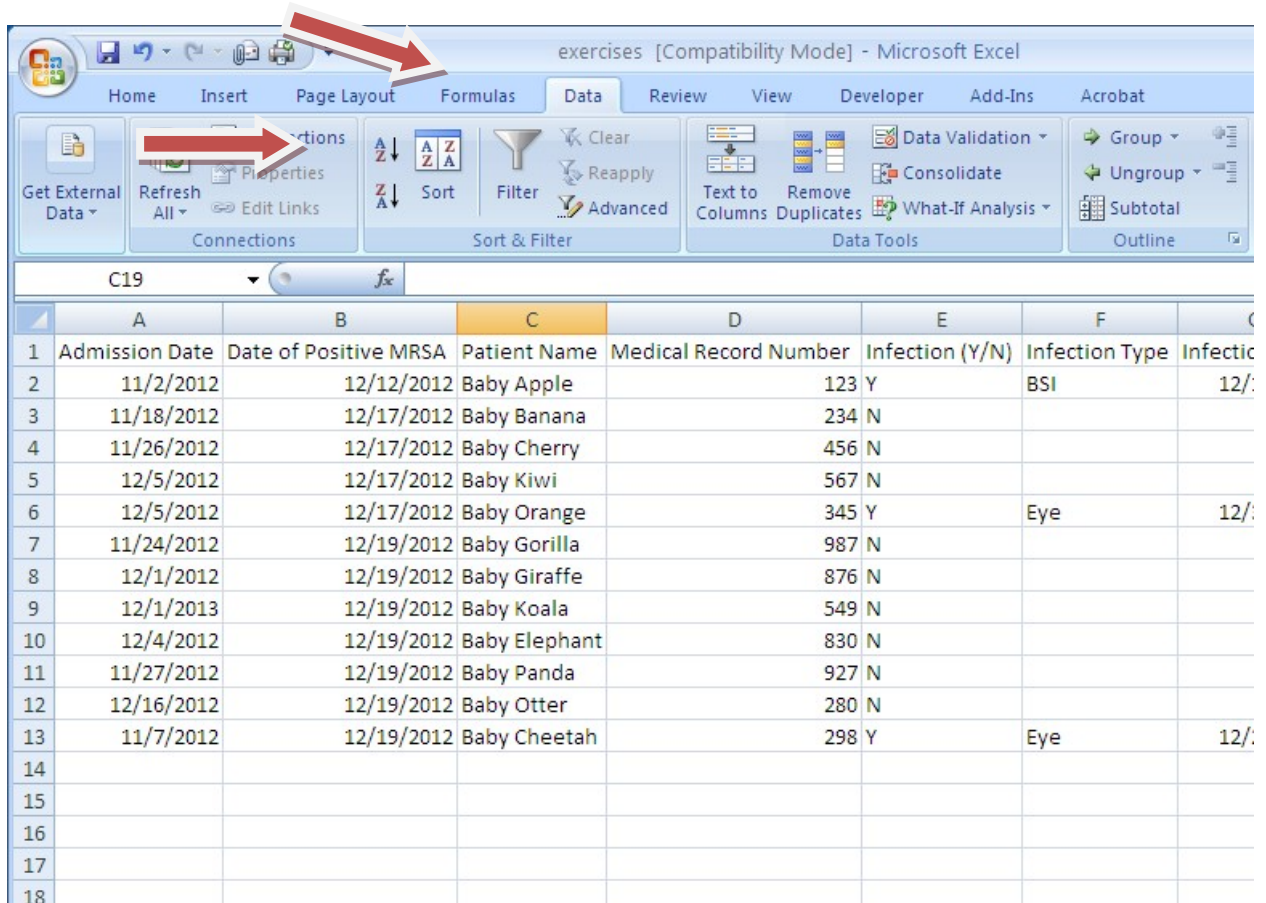 exercises [Compatibility Mode] - Microsoft Excel
Home Insert Page Layout Formulas Data Review View Developer Add-Ins Acrobat
Get External Data
Refresh All
Properties
Edit Links
Connections
A Z
Z A
A Z Z A
Sort
Filter
Clear
Reapply
Advanced
Sort & Filter
Text to Columns
Remove Duplicates
Data Validation
Consolidate
What-If Analysis
Data Tools
Group
Ungroup
Subtotal
Outline
C19 fx
A B C D E F
1 Admission Date Date of Positive MRSA Patient Name Medical Record Number Infection (Y/N) Infection Type
2 11/2/2012 12/12/2012 Baby Apple 123 Y BSI
3 11/18/2012 12/17/2012 Baby Banana 234 N
4 11/26/2012 12/17/2012 Baby Cherry 456 N
5 12/5/2012 12/17/2012 Baby Kiwi 567 N
6 12/5/2012 12/17/2012 Baby Orange 345 Y Eye
7 11/24/2012 12/19/2012 Baby Gorilla 987 N
8 12/1/2012 12/19/2012 Baby Giraffe 876 N
9 12/1/2013 12/19/2012 Baby Koala 549 N
10 12/4/2012 12/19/2012 Baby Elephant 830 N
11 11/27/2012 12/19/2012 Baby Panda 927 N
12 12/16/2012 12/19/2012 Baby Otter 280 N
13 11/7/2012 12/19/2012 Baby Cheetah 298 Y Eye
14
15
16
17
18